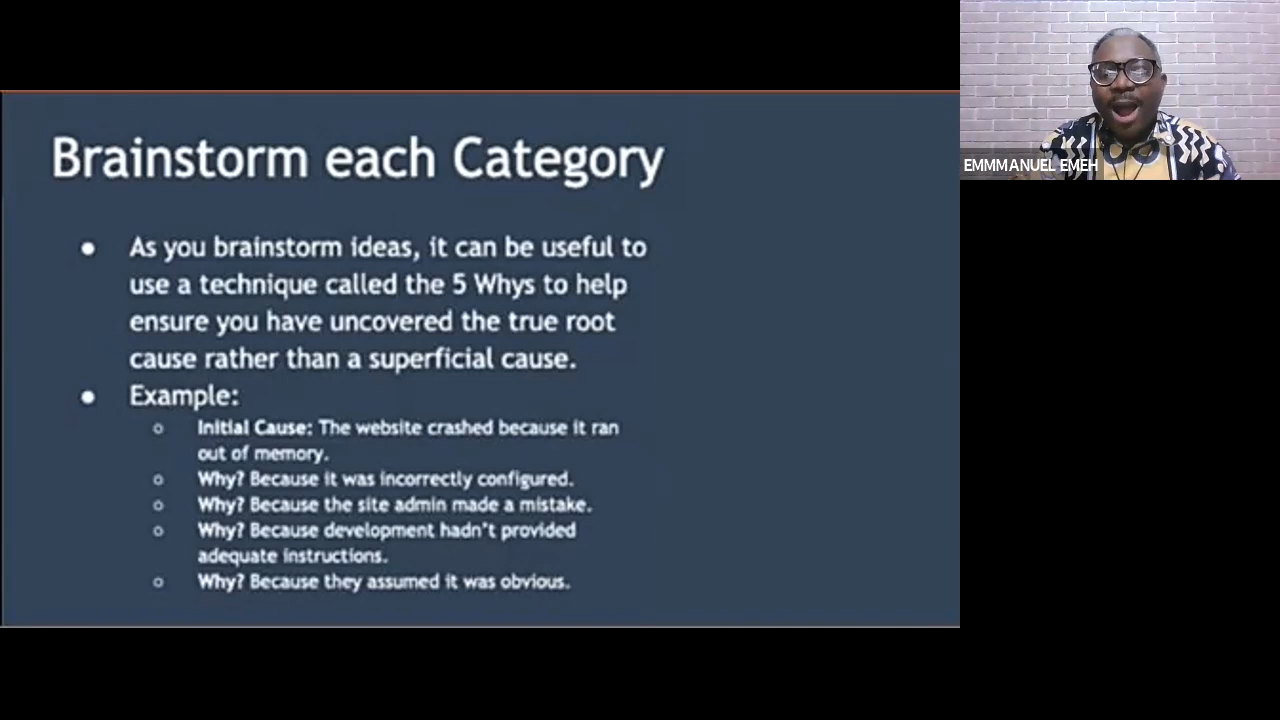 Brainstorm each Category
● As you brainstorm ideas, it can be useful to
use a technique called the 5 Whys to help
ensure you have uncovered the true root
cause rather than a superficial cause.
● Example:
○ Initial Cause: The website crashed because it ran
out of memory.
○ Why? Because it was incorrectly configured.
○ Why? Because the site admin made a mistake.
○ Why? Because development hadn't provided
adequate instructions.
○ Why? Because they assumed it was obvious.
EMMMANUEL EMEH